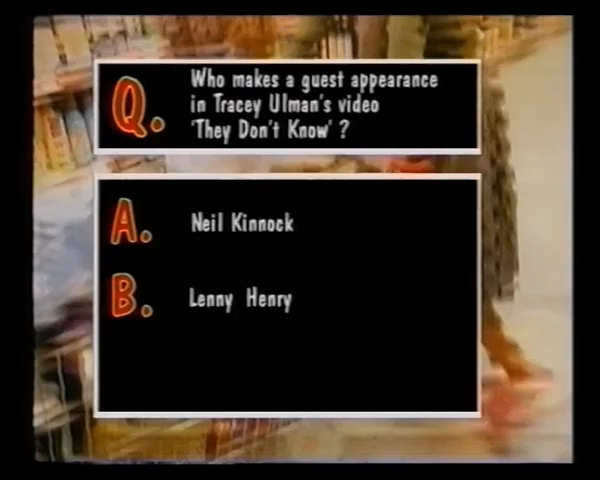 Q. Who makes a guest appearance
in Tracey Ulman's video
'They Don't Know' ?
A. Neil Kinnock
B. Lenny Henry